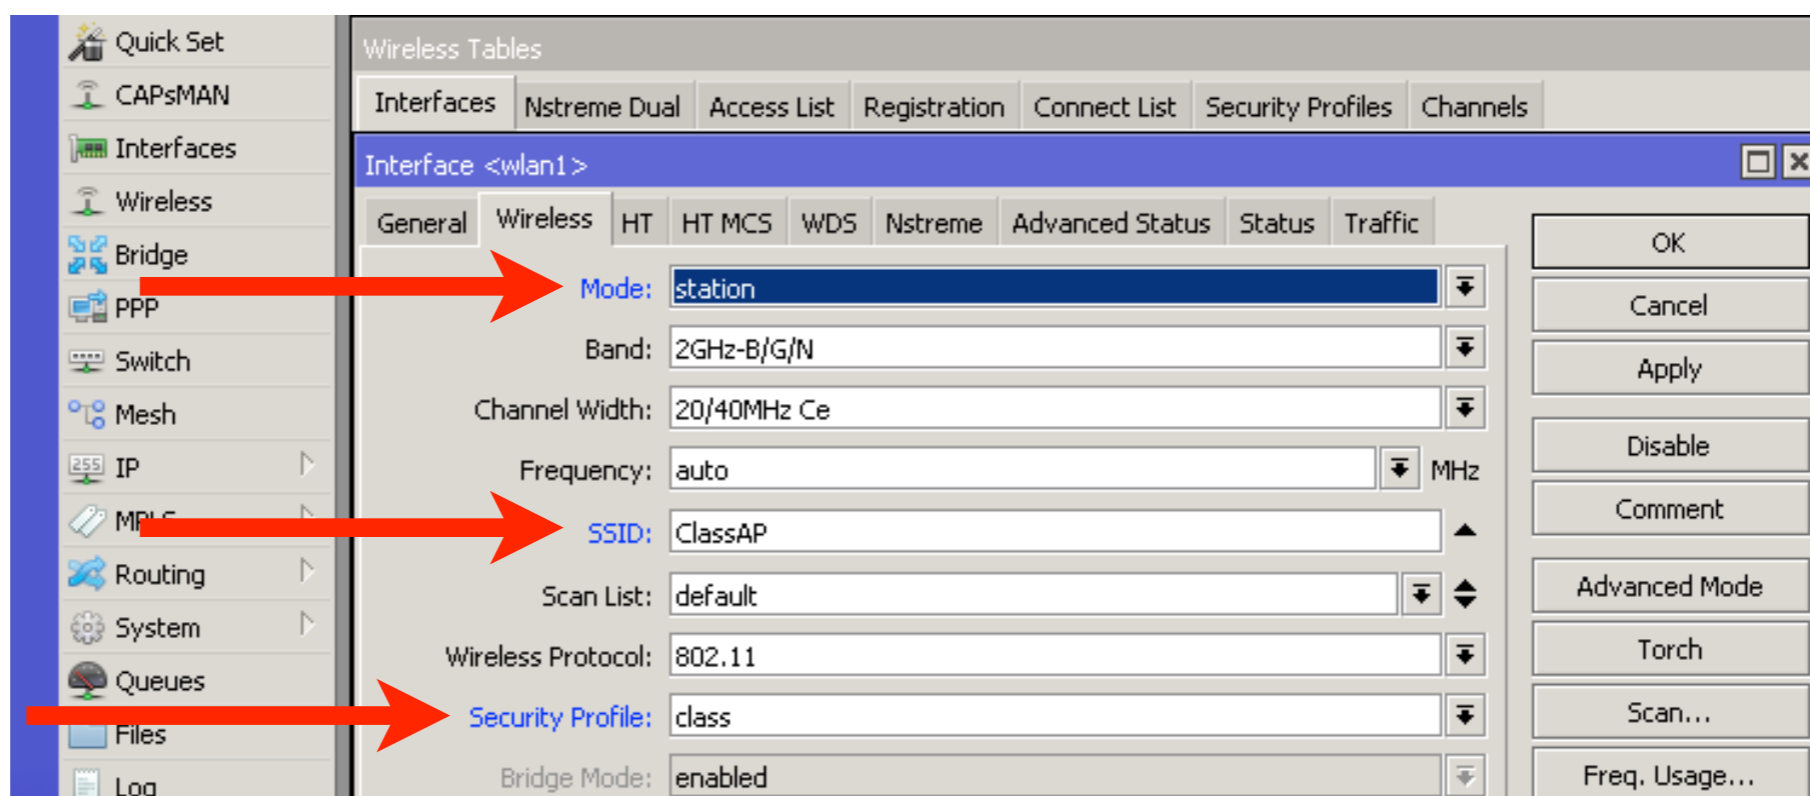 Quick Set
CAPsMAN
Interfaces
Wireless
Bridge
PPP
Switch
Mesh
IP
MPLS
Routing
System
Queues
Files
Log
Wireless Tables
Interfaces Nstreme Dual Access List Registration Connect List Security Profiles Channels
Interface <wlan1>
General Wireless HT HT MCS WDS Nstreme Advanced Status Status Traffic
Mode: station
Band: 2GHz-B/G/N
Channel Width: 20/40MHz Ce
Frequency: auto MHz
SSID: ClassAP
Scan List: default
Wireless Protocol: 802.11
Security Profile: class
Bridge Mode: enabled
OK
Cancel
Apply
Disable
Comment
Advanced Mode
Torch
Scan...
Freq. Usage...